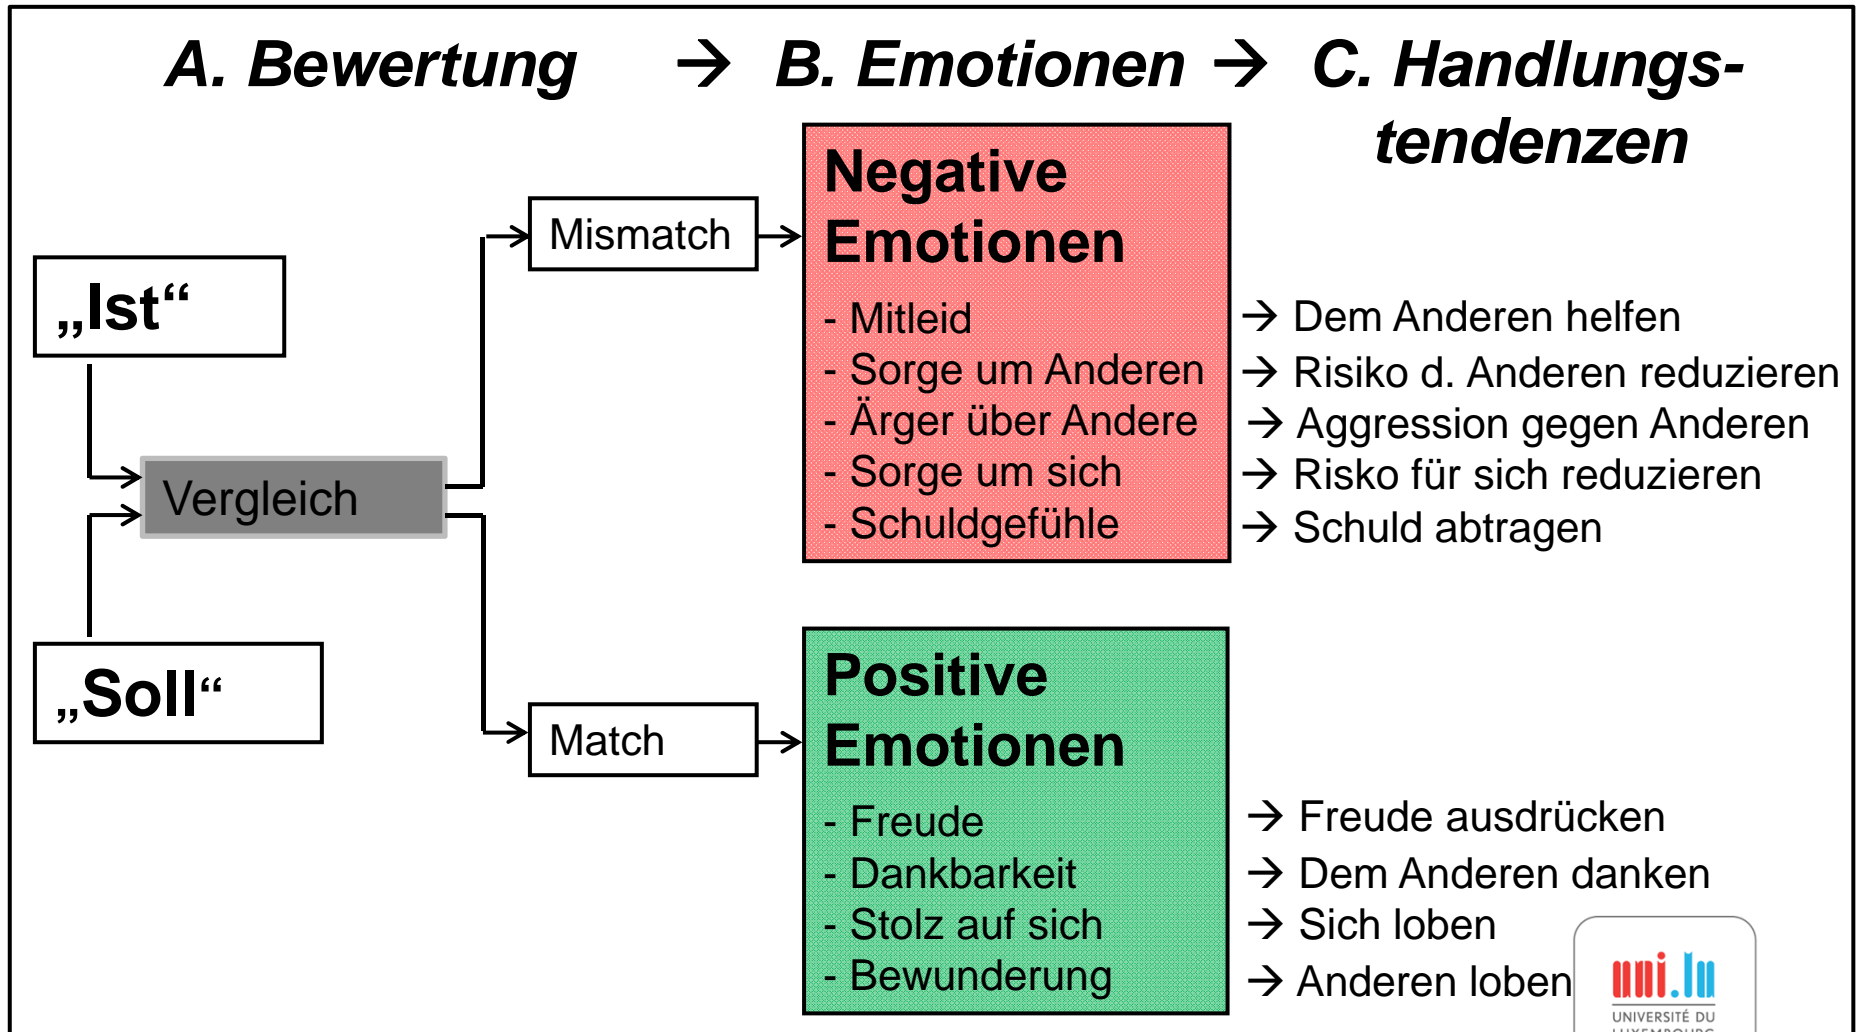 A. Bewertung → B. Emotionen → C. Handlungs-
tendenzen
„Ist“
„Soll“
Vergleich
Mismatch
Match
Negative
Emotionen
- Mitleid → Dem Anderen helfen
- Sorge um Anderen → Risiko d. Anderen reduzieren
- Ärger über Andere → Aggression gegen Anderen
- Sorge um sich → Risko für sich reduzieren
- Schuldgefühle → Schuld abtragen
Positive
Emotionen
- Freude → Freude ausdrücken
- Dankbarkeit → Dem Anderen danken
- Stolz auf sich → Sich loben
- Bewunderung → Anderen loben
uni.lu
UNIVERSITÉ DU
LUXEMBOURG